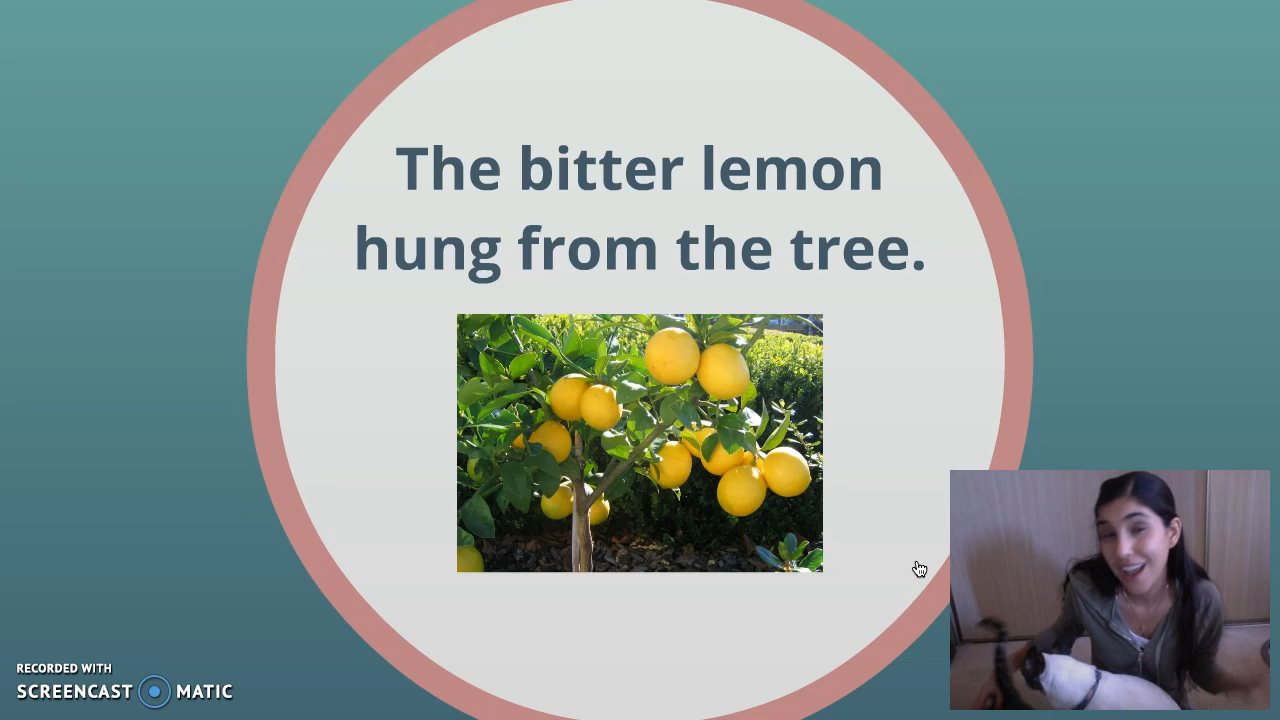 The bitter lemon
hung from the tree.
RECORDED WITH
SCREENCAST MATIC